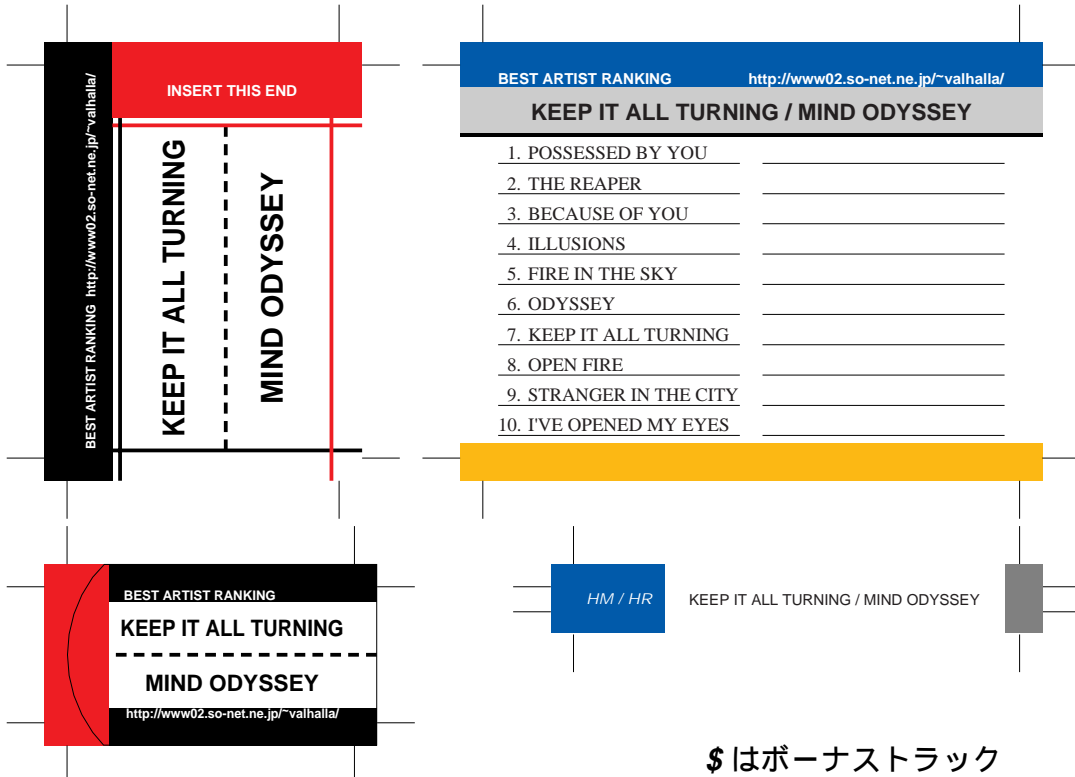 INSERT THIS END
BEST ARTIST RANKING http://www02.so-net.ne.jp/~valhalla/
KEEP IT ALL TURNING
MIND ODYSSEY
BEST ARTIST RANKING http://www02.so-net.ne.jp/~valhalla/
KEEP IT ALL TURNING / MIND ODYSSEY
1. POSSESSED BY YOU
2. THE REAPER
3. BECAUSE OF YOU
4. ILLUSIONS
5. FIRE IN THE SKY
6. ODYSSEY
7. KEEP IT ALL TURNING
8. OPEN FIRE
9. STRANGER IN THE CITY
10. I'VE OPENED MY EYES
BEST ARTIST RANKING
KEEP IT ALL TURNING
MIND ODYSSEY
http://www02.so-net.ne.jp/~valhalla/
HM / HR KEEP IT ALL TURNING / MIND ODYSSEY
$ はボーナストラック